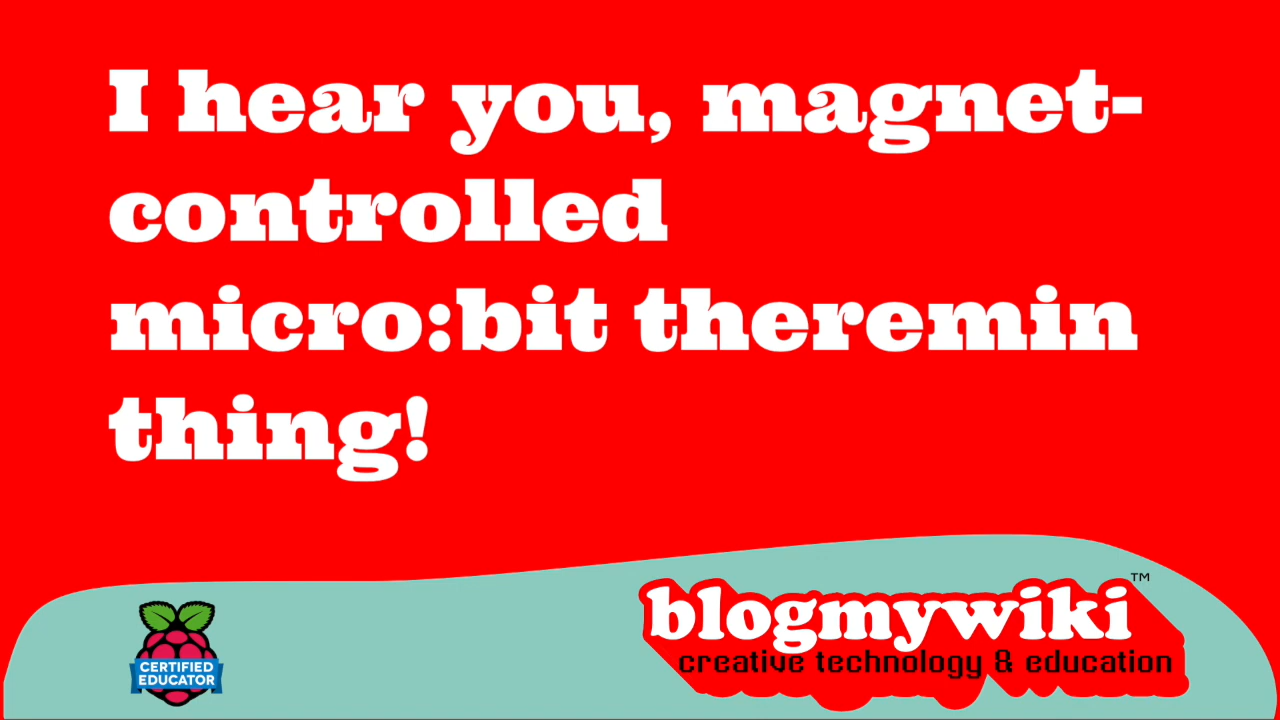 I hear you, magnet-
controlled
micro:bit theremin
thing!
blogmywiki™
creative technology & education
CERTIFIED
EDUCATOR